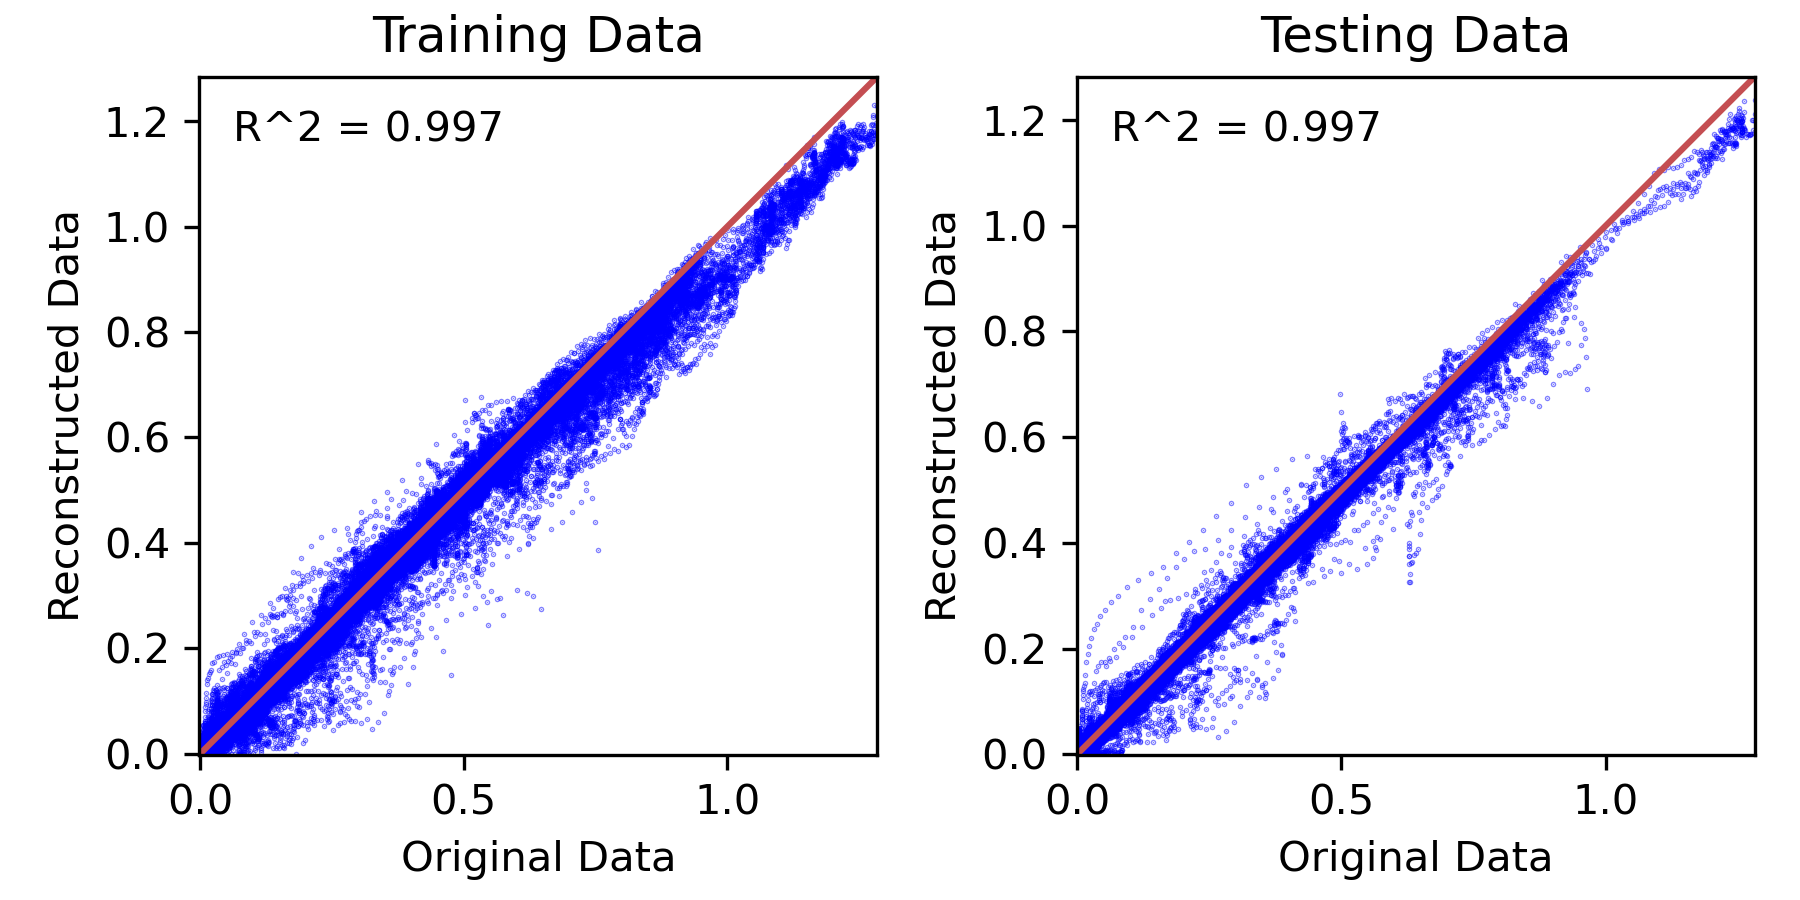 Training Data
R^2 = 0.997
1.2
1.0
0.8
0.6
0.4
0.2
0.0
Reconstructed Data
0.0 0.5 1.0
Original Data
Testing Data
R^2 = 0.997
1.2
1.0
0.8
0.6
0.4
0.2
0.0
Reconstructed Data
0.0 0.5 1.0
Original Data